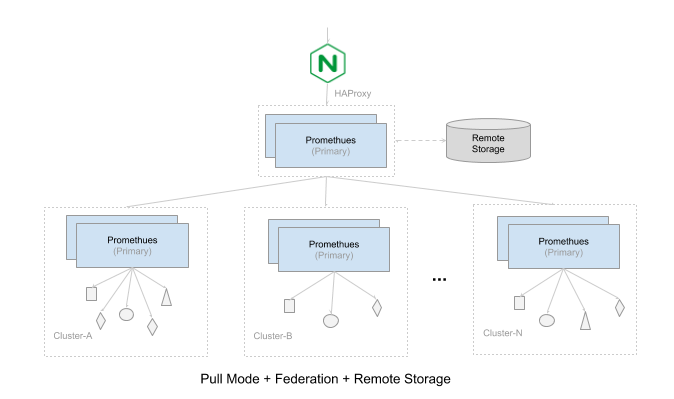 N
HAProxy
Promethues
(Primary)
Remote
Storage
Promethues
(Primary)
Cluster-A
Promethues
(Primary)
Cluster-B
...
Promethues
(Primary)
Cluster-N
Pull Mode + Federation + Remote Storage